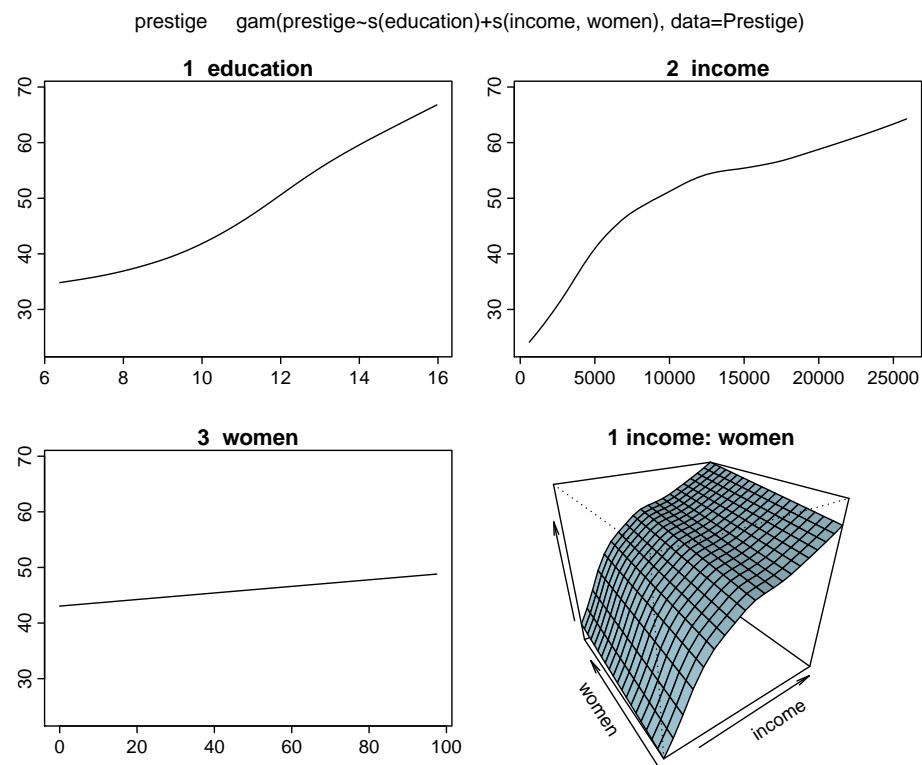 prestige gam(prestige~s(education)+s(income, women), data=Prestige)
1 education
70
60
50
40
30
6 8 10 12 14 16
2 income
70
60
50
40
30
0 5000 10000 15000 20000 25000
3 women
70
60
50
40
30
0 20 40 60 80 100
1 income: women
women
income